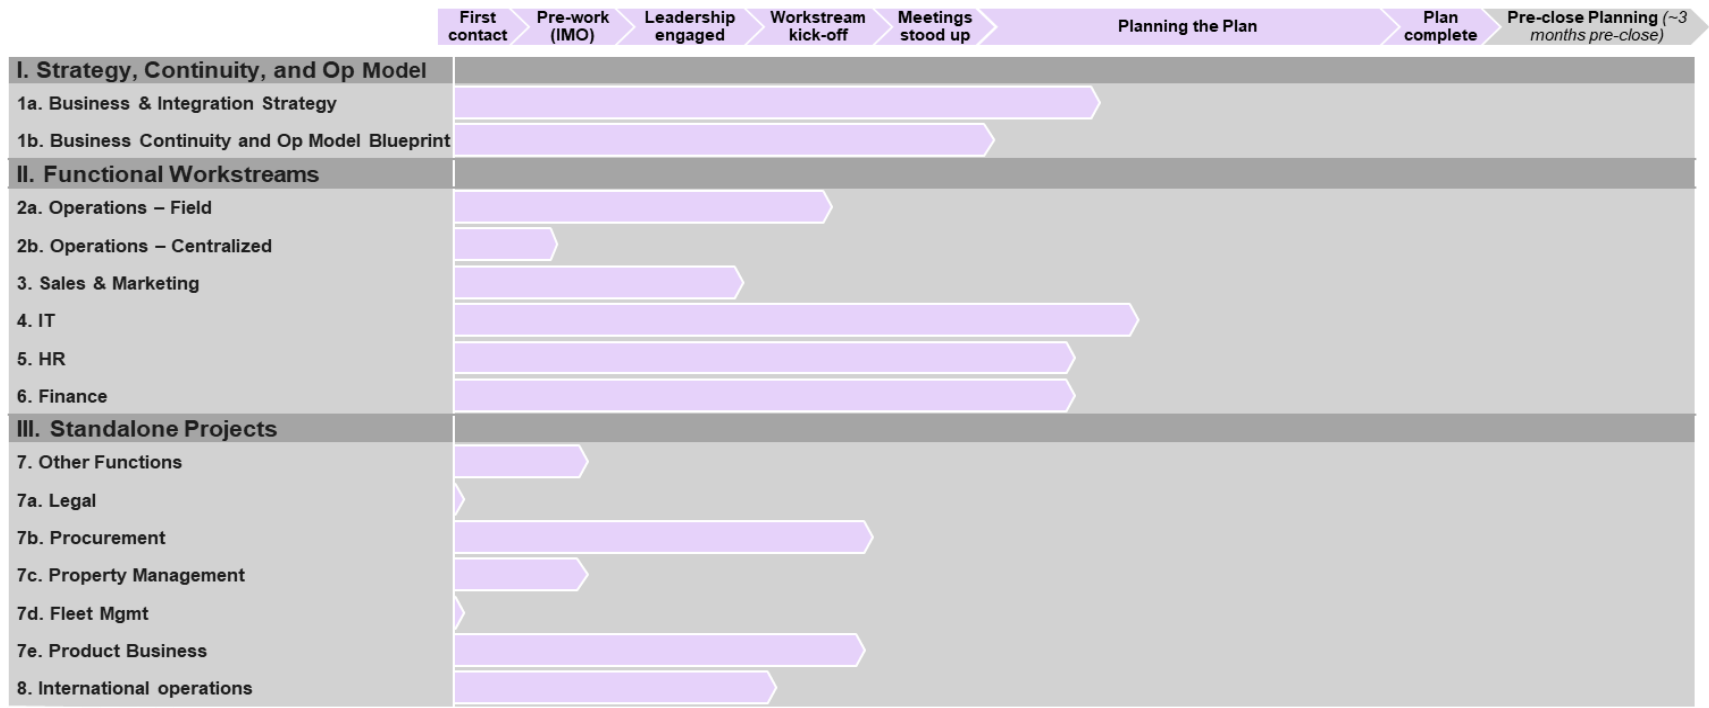 First
contact
Pre-work
(IMO)
Leadership
engaged
Workstream
kick-off
Meetings
stood up
Planning the Plan
Plan
complete
Pre-close Planning (~3
months pre-close)
I. Strategy, Continuity, and Op Model
1a. Business & Integration Strategy
1b. Business Continuity and Op Model Blueprint
II. Functional Workstreams
2a. Operations – Field
2b. Operations – Centralized
3. Sales & Marketing
4. IT
5. HR
6. Finance
III. Standalone Projects
7. Other Functions
7a. Legal
7b. Procurement
7c. Property Management
7d. Fleet Mgmt
7e. Product Business
8. International operations